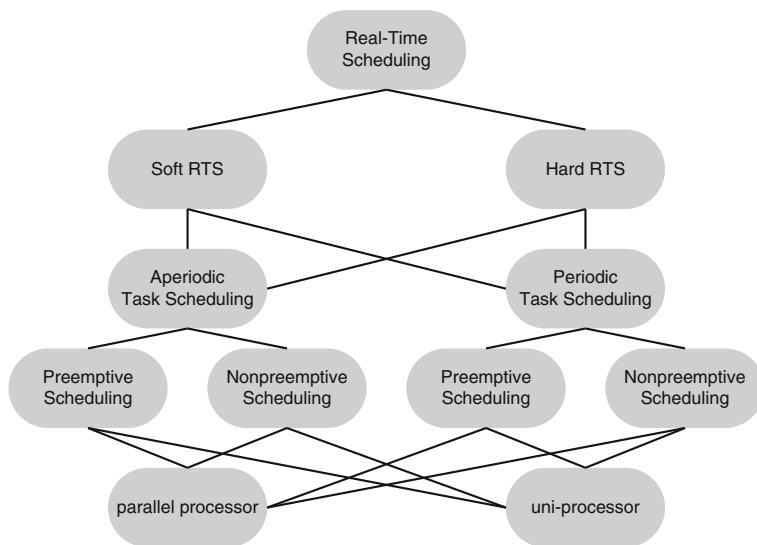 Real-Time
Scheduling
Soft RTS
Hard RTS
Aperiodic
Task Scheduling
Periodic
Task Scheduling
Preemptive
Scheduling
Nonpreemptive
Scheduling
Preemptive
Scheduling
Nonpreemptive
Scheduling
parallel processor
uni-processor